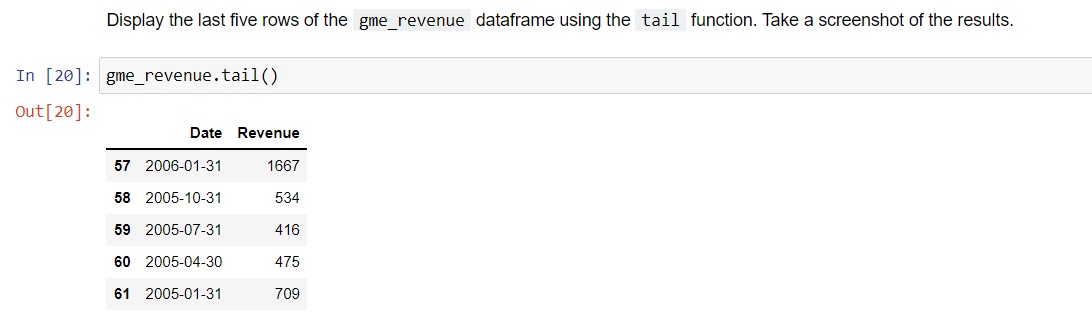 Display the last five rows of the gme_revenue dataframe using the tail function. Take a screenshot of the results.
In [20]: gme_revenue.tail()
Out[20]:
Date Revenue
57 2006-01-31 1667
58 2005-10-31 534
59 2005-07-31 416
60 2005-04-30 475
61 2005-01-31 709